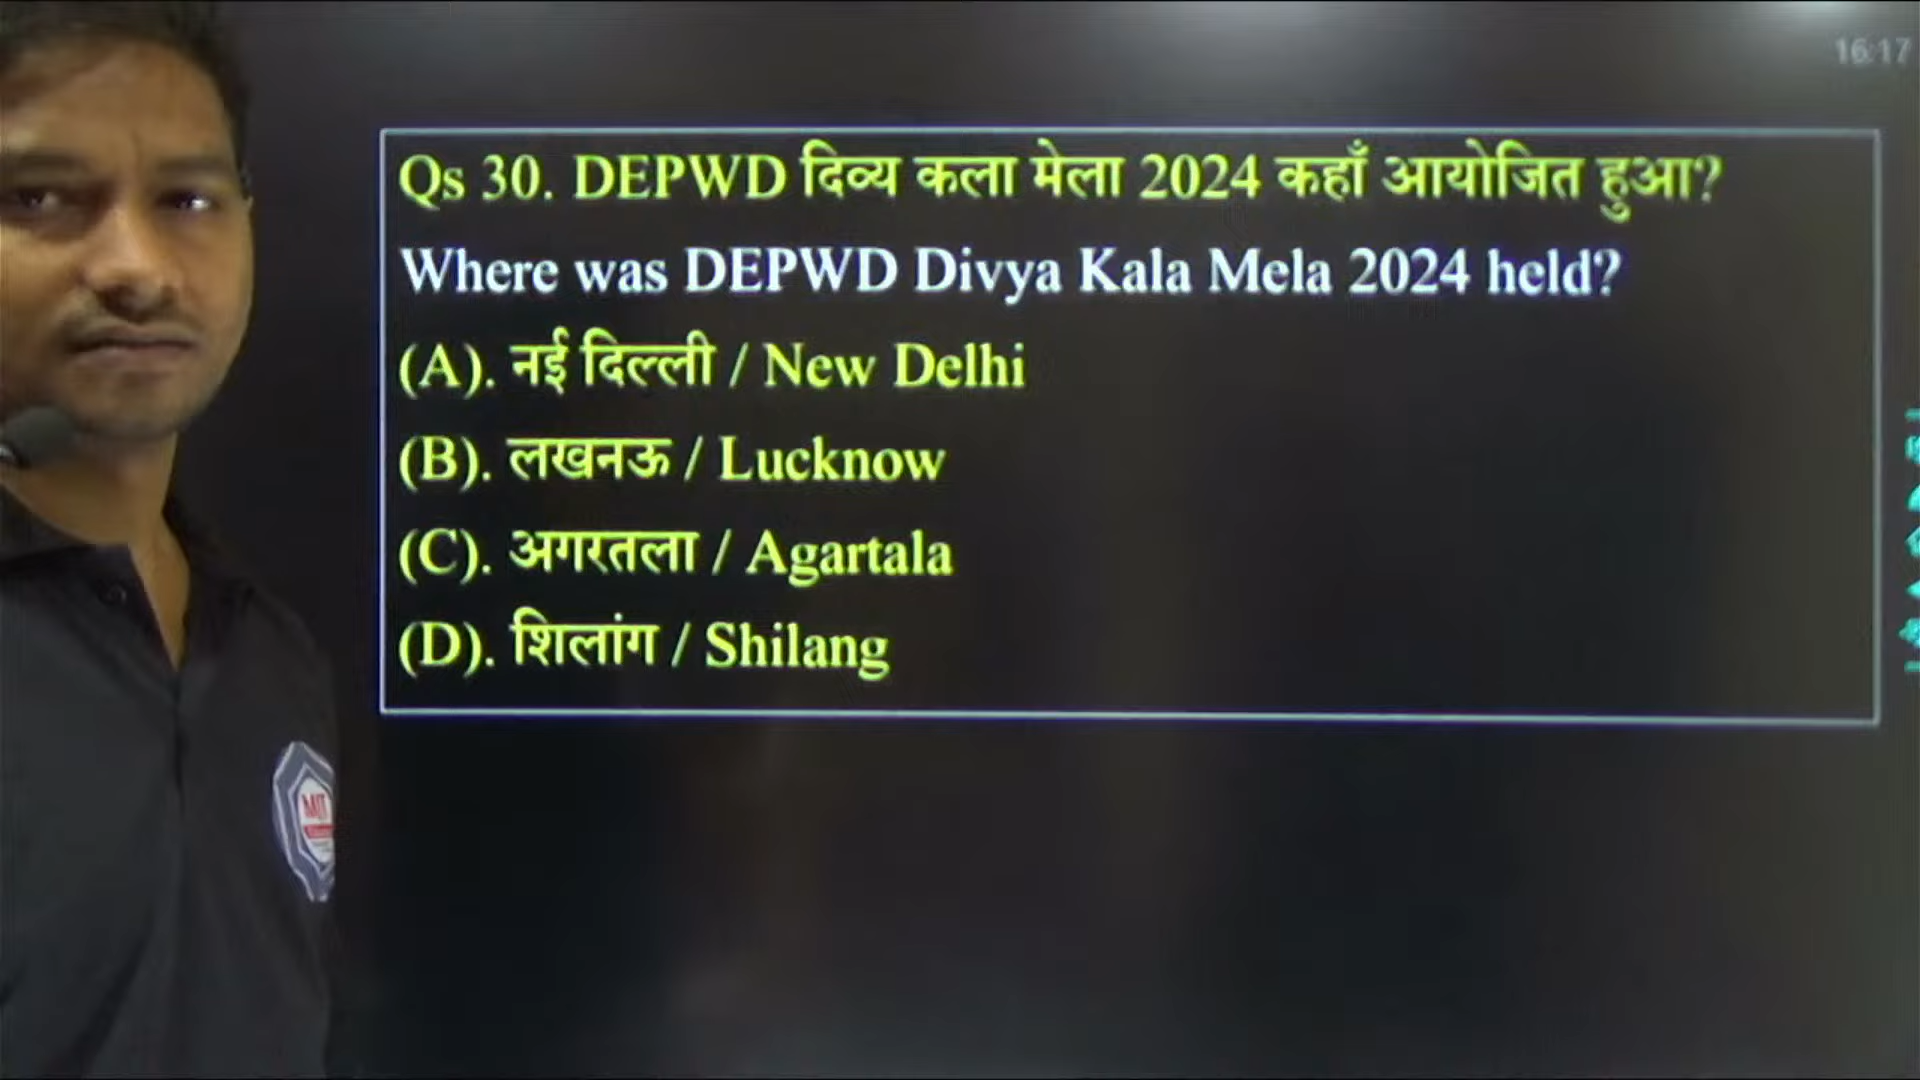 16:17
Qs 30. DEPWD दिव्य कला मेला 2024 कहाँ आयोजित हुआ?
Where was DEPWD Divya Kala Mela 2024 held?
(A). नई दिल्ली / New Delhi
(B). लखनऊ / Lucknow
(C). अगरतला / Agartala
(D). शिलांग / Shilang
MJT